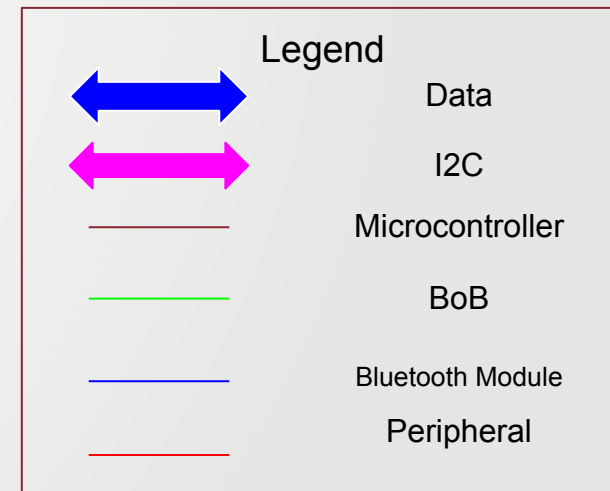 Legend
Data
I2C
Microcontroller
BoB
Bluetooth Module
Peripheral